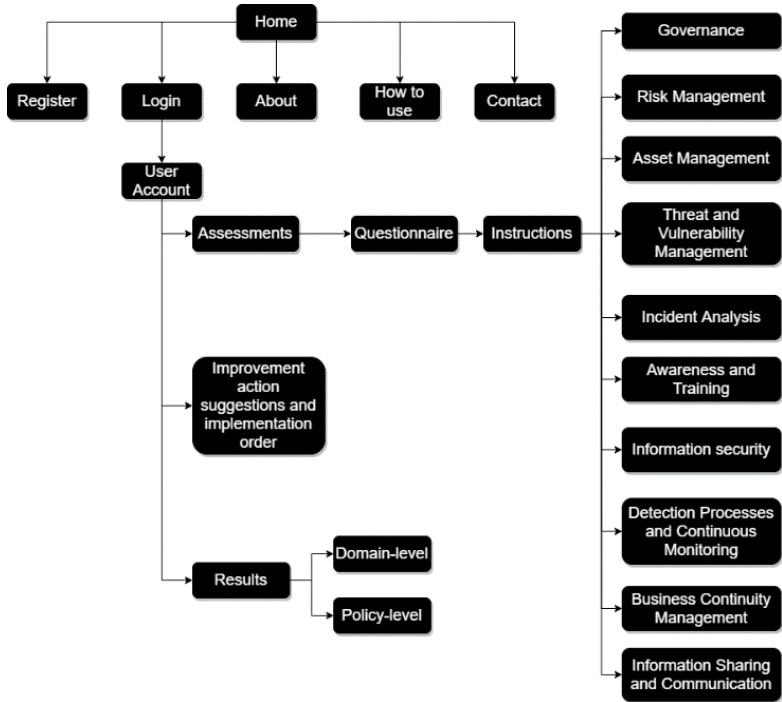 Home
Register
Login
About
How to
use
Contact
User
Account
Assessments
Questionnaire
Instructions
Improvement
action
suggestions and
implementation
order
Results
Domain-level
Policy-level
Governance
Risk Management
Asset Management
Threat and
Vulnerability
Management
Incident Analysis
Awareness and
Training
Information security
Detection Processes
and Continuous
Monitoring
Business Continuity
Management
Information Sharing
and Communication